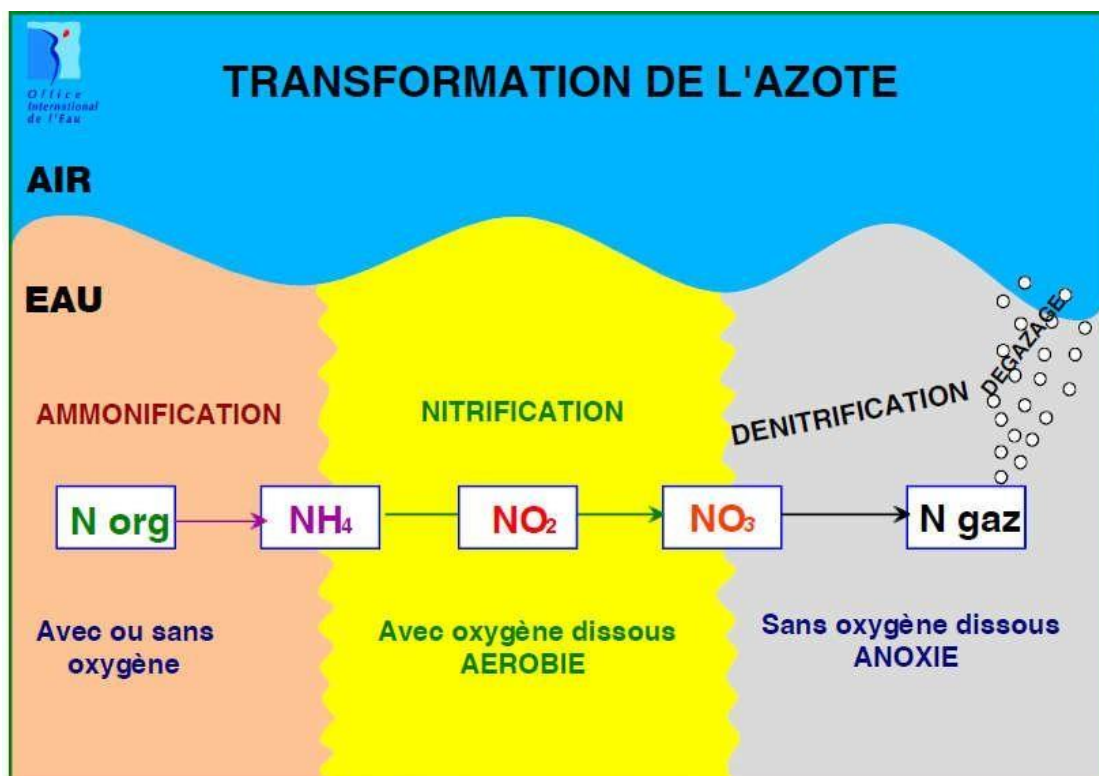 Office
International
de l'Eau
TRANSFORMATION DE L'AZOTE
AIR
EAU
AMMONIFICATION
NITRIFICATION
DENITRIFICATION
DEGAZAGE
N org
NH4
NO2
NO3
N gaz
Avec ou sans
oxygène
Avec oxygène dissous
AEROBIE
Sans oxygène dissous
ANOXIE